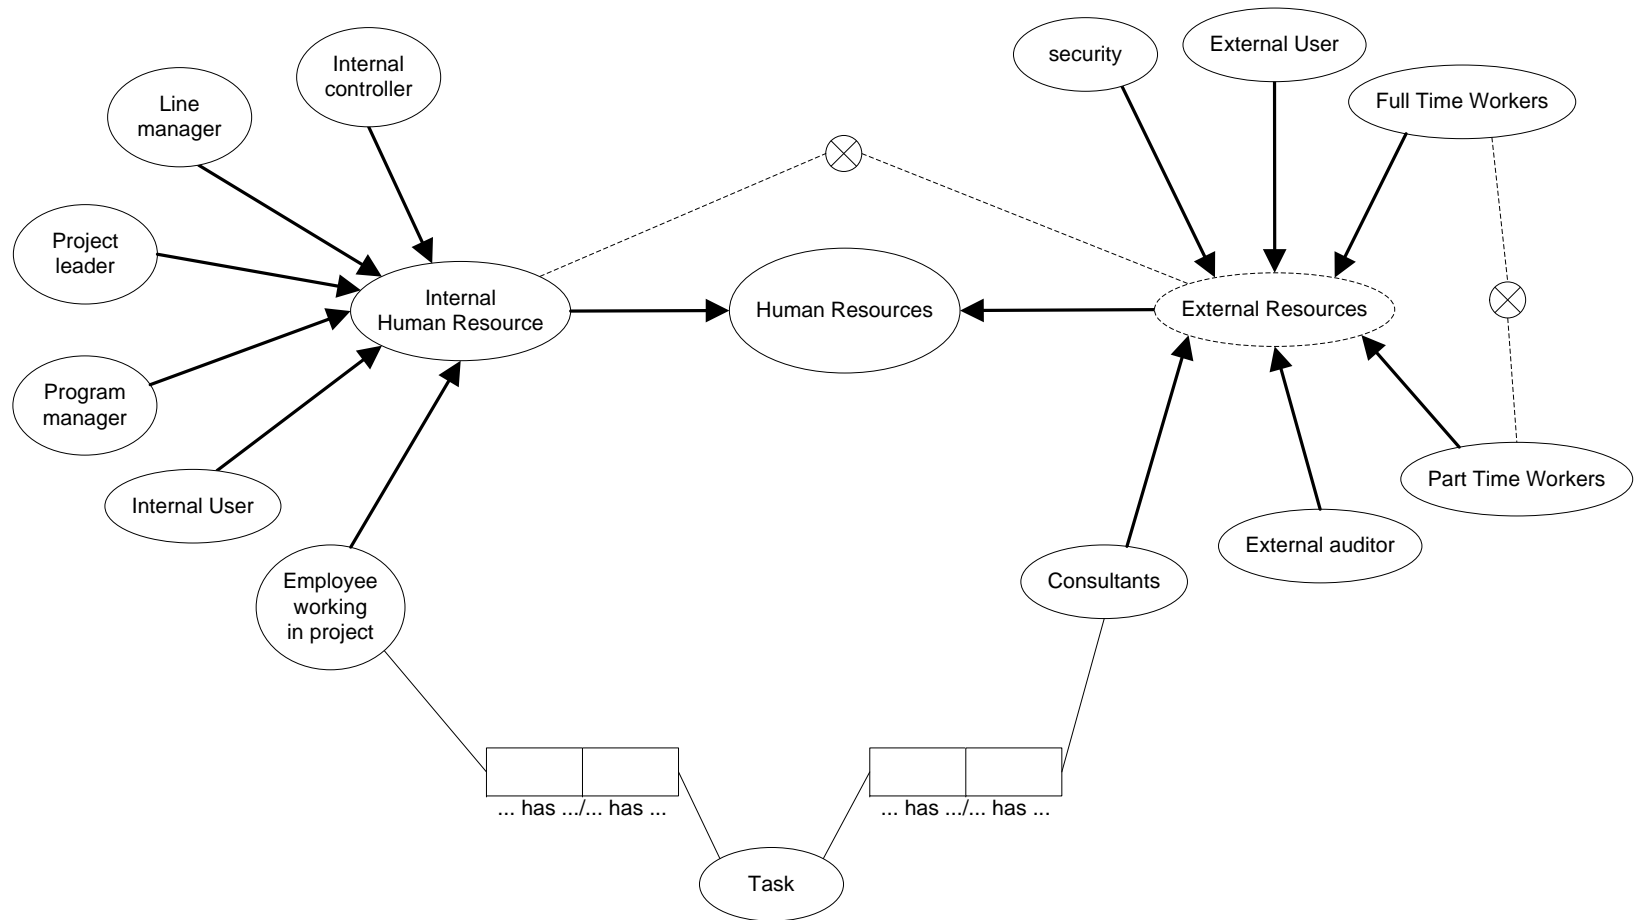 Internal
controller
security
External User
Line
manager
Full Time Workers
Project
leader
Internal
Human Resource
Human Resources
External Resources
Program
manager
Internal User
Part Time Workers
External auditor
Employee
working
in project
Consultants
... has .../... has ...
... has .../... has ...
Task